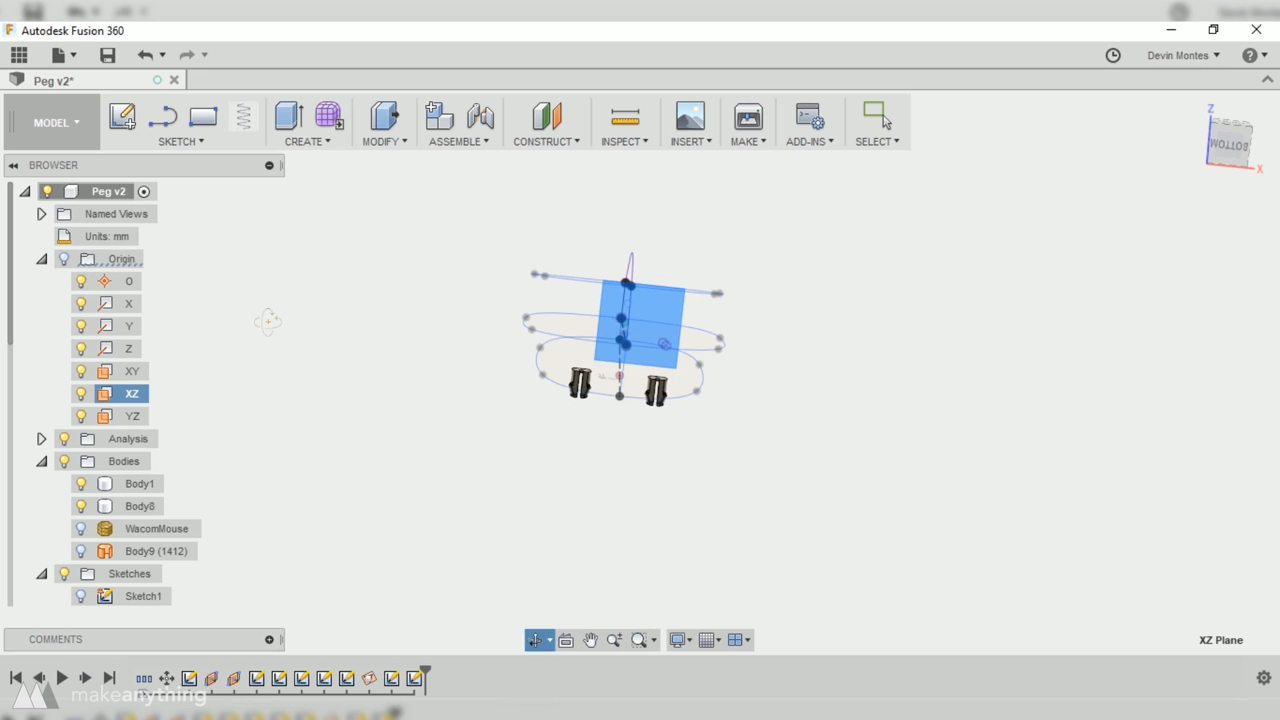 Autodesk Fusion 360
Devin Montes
Peg v2*
MODEL
SKETCH
CREATE
MODIFY
ASSEMBLE
CONSTRUCT
INSPECT
INSERT
MAKE
ADD-INS
SELECT
Z
BOTTOM
X
BROWSER
Peg v2
Named Views
Units: mm
Origin
O
X
Y
Z
XY
XZ
YZ
Analysis
Bodies
Body1
Body8
WacomMouse
Body9 (1412)
Sketches
Sketch1
COMMENTS
XZ Plane
makeanything